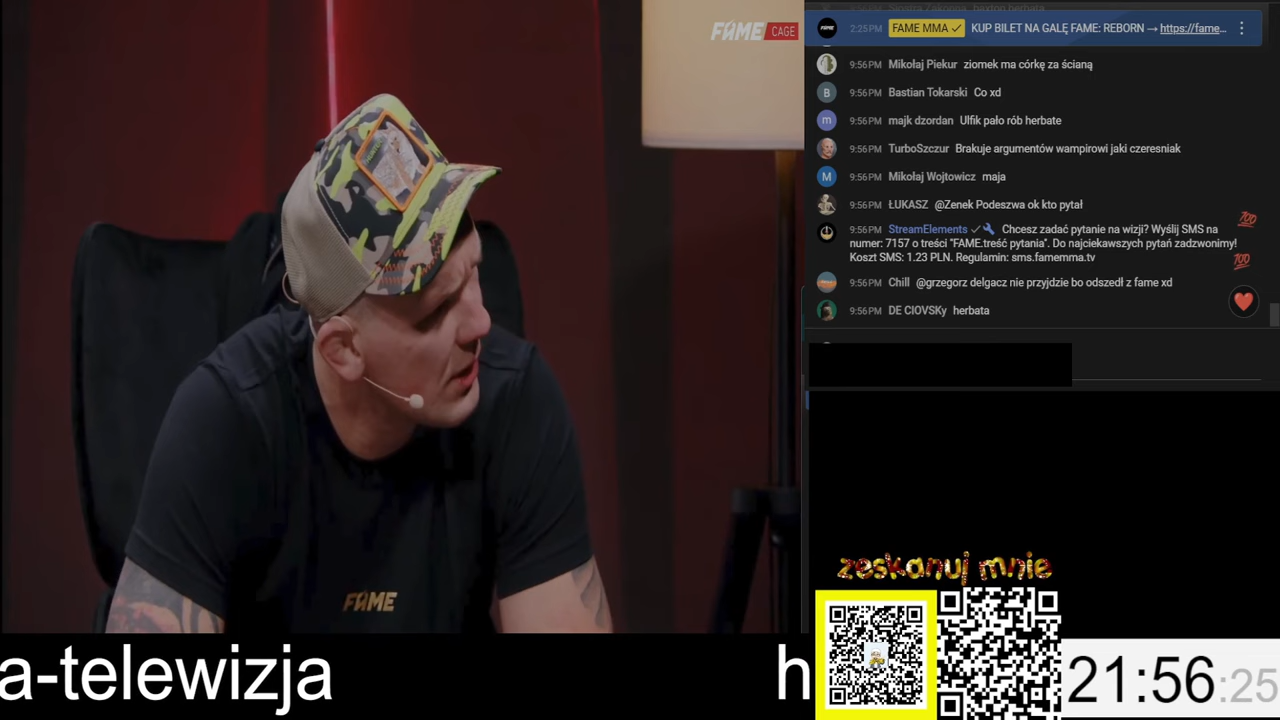 FAME CAGE
2:25PM FAME MMA ✓ KUP BILET NA GALĘ FAME: REBORN → https://fame...
9:56PM Mikołaj Piekur ziomek ma córkę za ścianą
9:56PM Bastian Tokarski Co xd
9:56PM majk dzordan Ulfik pało rób herbate
9:56PM TurboSzczur Brakuje argumentów wampirowi jaki czeresniak
9:56PM Mikołaj Wojtowicz maja
9:56PM ŁUKASZ @Zenek Podeszwa ok kto pytał
9:56PM StreamElements Chcesz zadać pytanie na wizji? Wyślij SMS na
numer: 7157 o treści "FAME.treść pytania". Do najciekawszych pytań zadzwonimy!
Koszt SMS: 1.23 PLN. Regulamin: sms.famemma.tv
9:56PM Chill @grzegorz delgacz nie przyjdzie bo odszedł z fame xd
9:56PM DE CIOVSKy herbata
FAME
zeskanuj mnie
a-telewizja
h
21:56:25